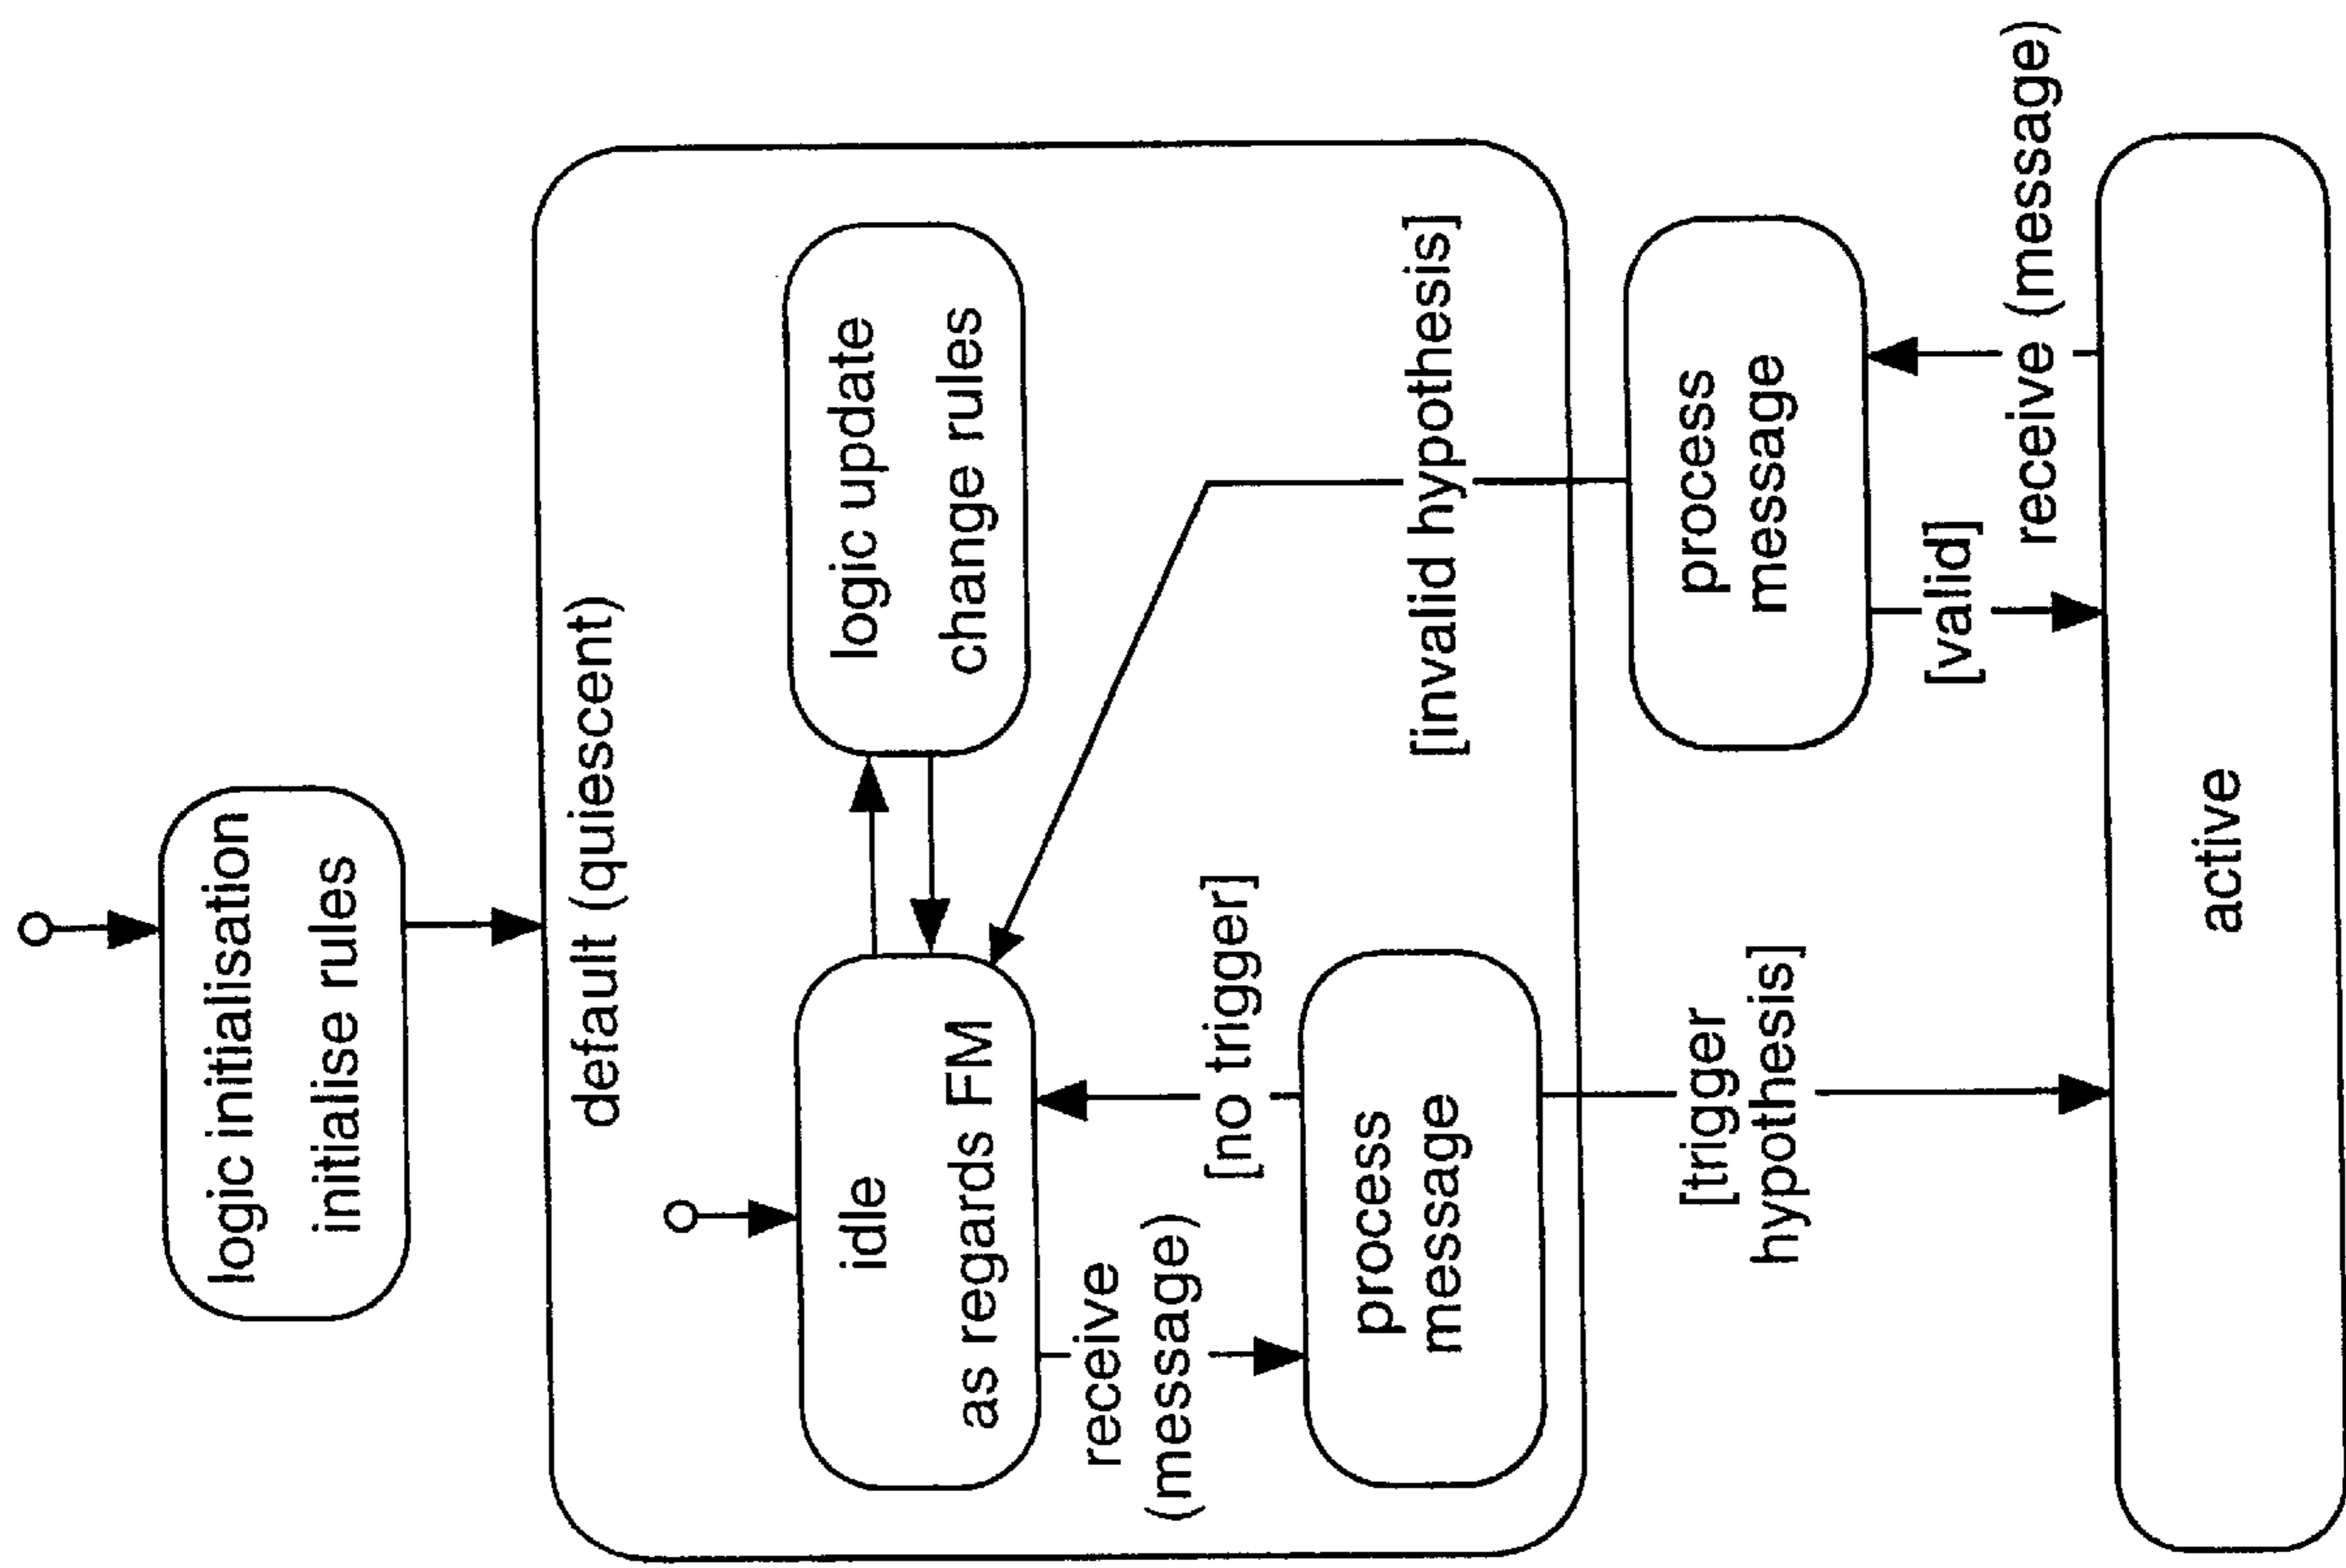 logic initialisation
initialise rules
default (quiescent)
idle
as regards FM
logic update
change rules
receive
(message)
[no trigger]
process
message
[invalid hypothesis]
[trigger
hypothesis]
process
message
[valid]
receive (message)
active